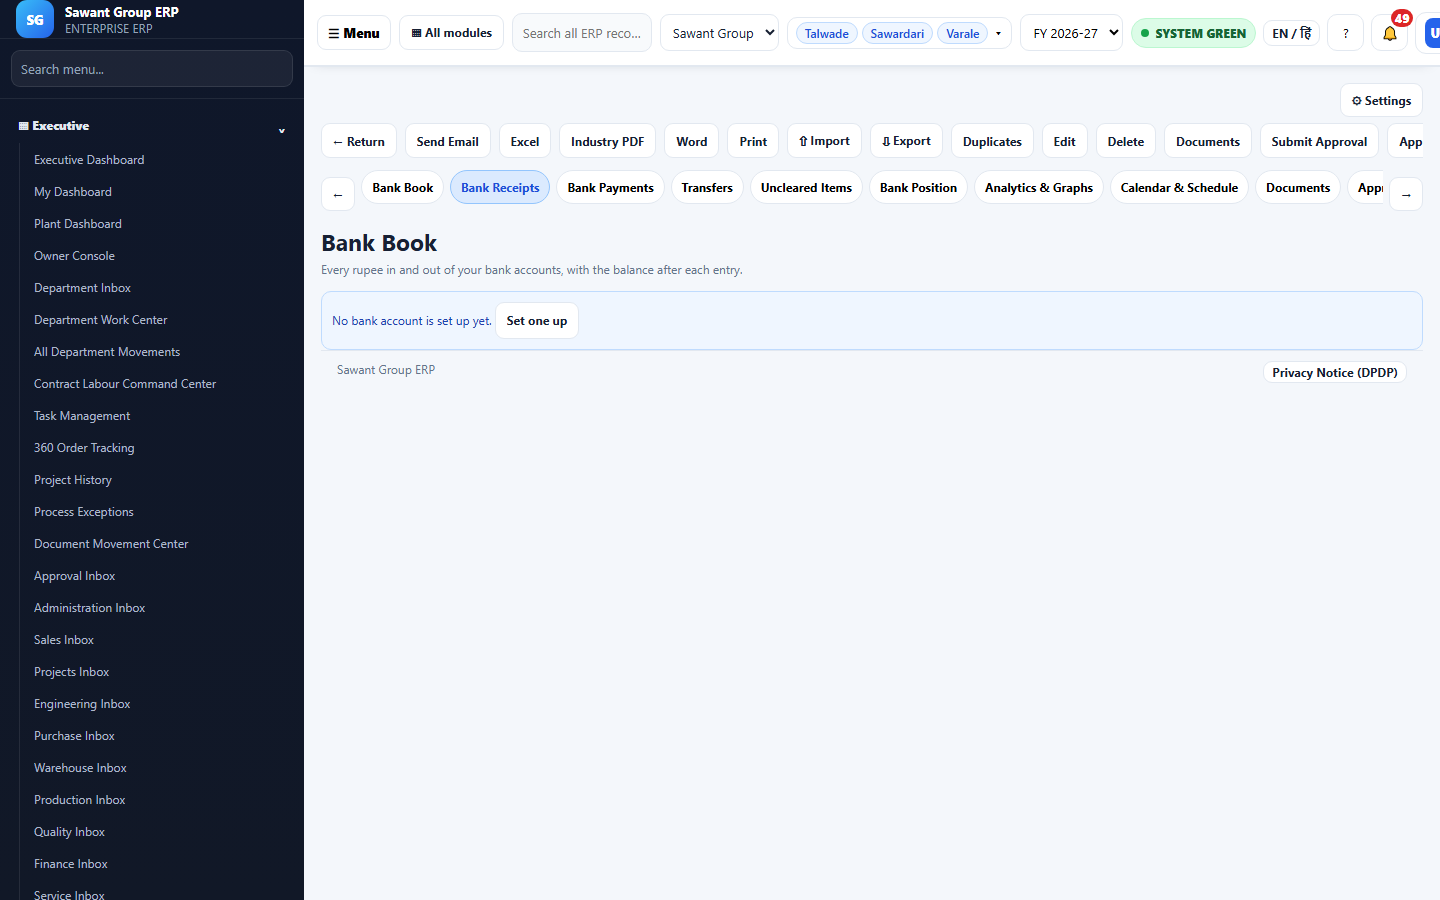 SG
Sawant Group ERP
ENTERPRISE ERP
Search menu...
Executive
Executive Dashboard
My Dashboard
Plant Dashboard
Owner Console
Department Inbox
Department Work Center
All Department Movements
Contract Labour Command Center
Task Management
360 Order Tracking
Project History
Process Exceptions
Document Movement Center
Approval Inbox
Administration Inbox
Sales Inbox
Projects Inbox
Engineering Inbox
Purchase Inbox
Warehouse Inbox
Production Inbox
Quality Inbox
Finance Inbox
Service Inbox
☰ Menu
All modules
Search all ERP reco...
Sawant Group
Talwade Sawardari Varale
FY 2026-27
SYSTEM GREEN
EN / हिं
?
49
U
⚙ Settings
← Return
Send Email
Excel
Industry PDF
Word
Print
⇧ Import
⇩ Export
Duplicates
Edit
Delete
Documents
Submit Approval
App
←
Bank Book
Bank Receipts
Bank Payments
Transfers
Uncleared Items
Bank Position
Analytics & Graphs
Calendar & Schedule
Documents
Appr
→
Bank Book
Every rupee in and out of your bank accounts, with the balance after each entry.
No bank account is set up yet. Set one up
Sawant Group ERP
Privacy Notice (DPDP)